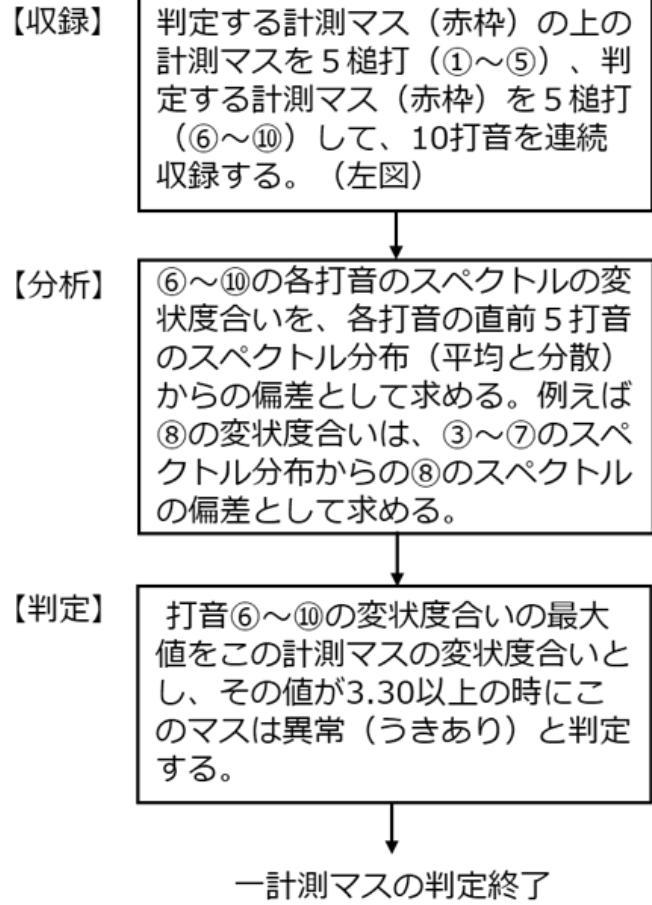 【収録】
判定する計測マス（赤枠）の上の
計測マスを５槌打（①～⑤）、判
定する計測マス（赤枠）を５槌打
（⑥～⑩）して、10打音を連続
収録する。（左図）
【分析】
⑥～⑩の各打音のスペクトルの変
状度合いを、各打音の直前５打音
のスペクトル分布（平均と分散）
からの偏差として求める。例えば
⑧の変状度合いは、③～⑦のスペ
クトル分布からの⑧のスペクトル
の偏差として求める。
【判定】
打音⑥～⑩の変状度合いの最大
値をこの計測マスの変状度合いと
し、その値が3.30以上の時にこ
のマスは異常（うきあり）と判定
する。
一計測マスの判定終了